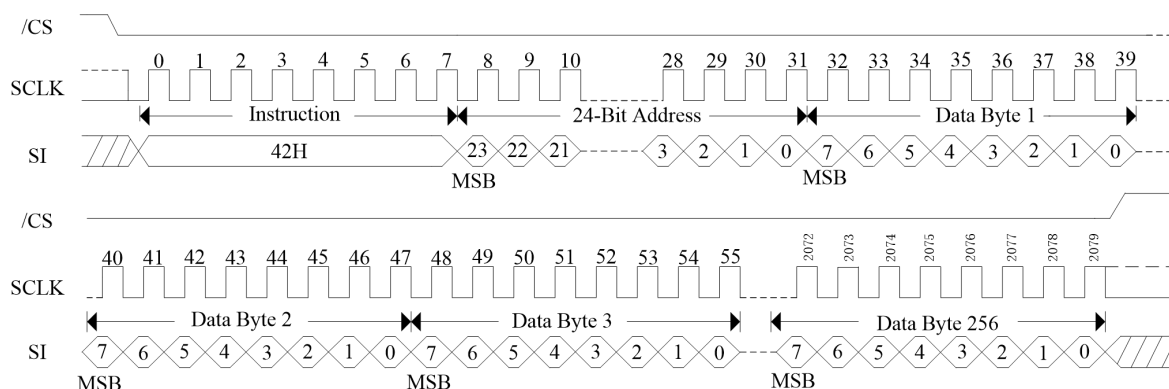 /CS
0 1 2 3 4 5 6 7 8 9 10 28 29 30 31 32 33 34 35 36 37 38 39
SCLK
Instruction 24-Bit Address Data Byte 1
SI 42H 23 22 21 3 2 1 0 7 6 5 4 3 2 1 0
MSB MSB
/CS
40 41 42 43 44 45 46 47 48 49 50 51 52 53 54 55 2072 2073 2074 2075 2076 2077 2078 2079
SCLK
Data Byte 2 Data Byte 3 Data Byte 256
SI 7 6 5 4 3 2 1 0 7 6 5 4 3 2 1 0 7 6 5 4 3 2 1 0
MSB MSB MSB